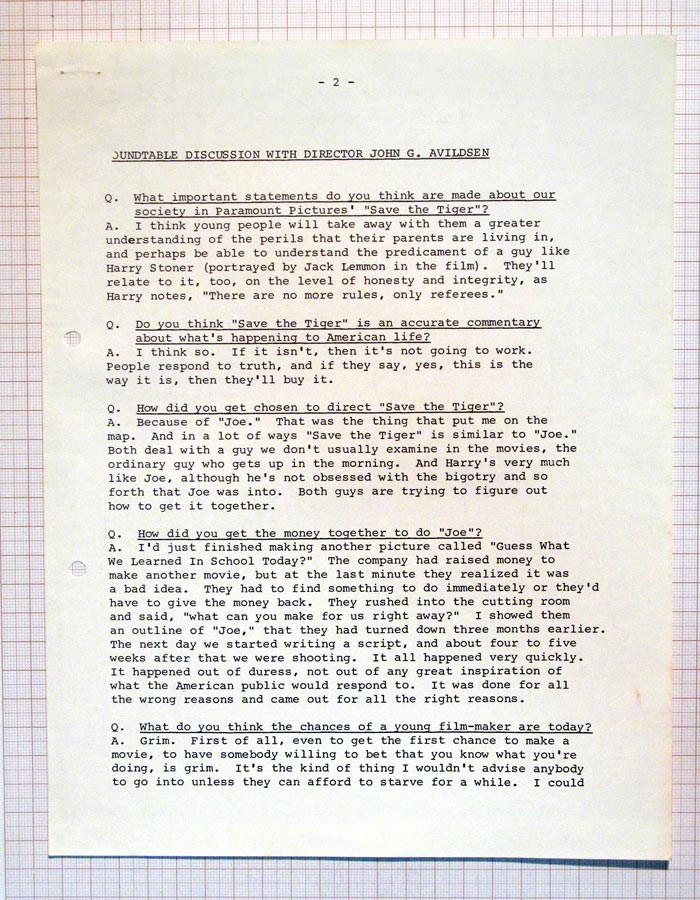 - 2 -
OUNDTABLE DISCUSSION WITH DIRECTOR JOHN G. AVILDSEN
Q. What important statements do you think are made about our
society in Paramount Pictures' "Save the Tiger"?
A. I think young people will take away with them a greater
understanding of the perils that their parents are living in,
and perhaps be able to understand the predicament of a guy like
Harry Stoner (portrayed by Jack Lemmon in the film). They'll
relate to it, too, on the level of honesty and integrity, as
Harry notes, "There are no more rules, only referees."
Q. Do you think "Save the Tiger" is an accurate commentary
about what's happening to American life?
A. I think so. If it isn't, then it's not going to work.
People respond to truth, and if they say, yes, this is the
way it is, then they'll buy it.
Q. How did you get chosen to direct "Save the Tiger"?
A. Because of "Joe." That was the thing that put me on the
map. And in a lot of ways "Save the Tiger" is similar to "Joe."
Both deal with a guy we don't usually examine in the movies, the
ordinary guy who gets up in the morning. And Harry's very much
like Joe, although he's not obsessed with the bigotry and so
forth that Joe was into. Both guys are trying to figure out
how to get it together.
Q. How did you get the money together to do "Joe"?
A. I'd just finished making another picture called "Guess What
We Learned In School Today?" The company had raised money to
make another movie, but at the last minute they realized it was
a bad idea. They had to find something to do immediately or they'd
have to give the money back. They rushed into the cutting room
and said, "what can you make for us right away?" I showed them
an outline of "Joe," that they had turned down three months earlier.
The next day we started writing a script, and about four to five
weeks after that we were shooting. It all happened very quickly.
It happened out of duress, not out of any great inspiration of
what the American public would respond to. It was done for all
the wrong reasons and came out for all the right reasons.
Q. What do you think the chances of a young film-maker are today?
A. Grim. First of all, even to get the first chance to make a
movie, to have somebody willing to bet that you know what you're
doing, is grim. It's the kind of thing I wouldn't advise anybody
to go into unless they can afford to starve for a while. I could